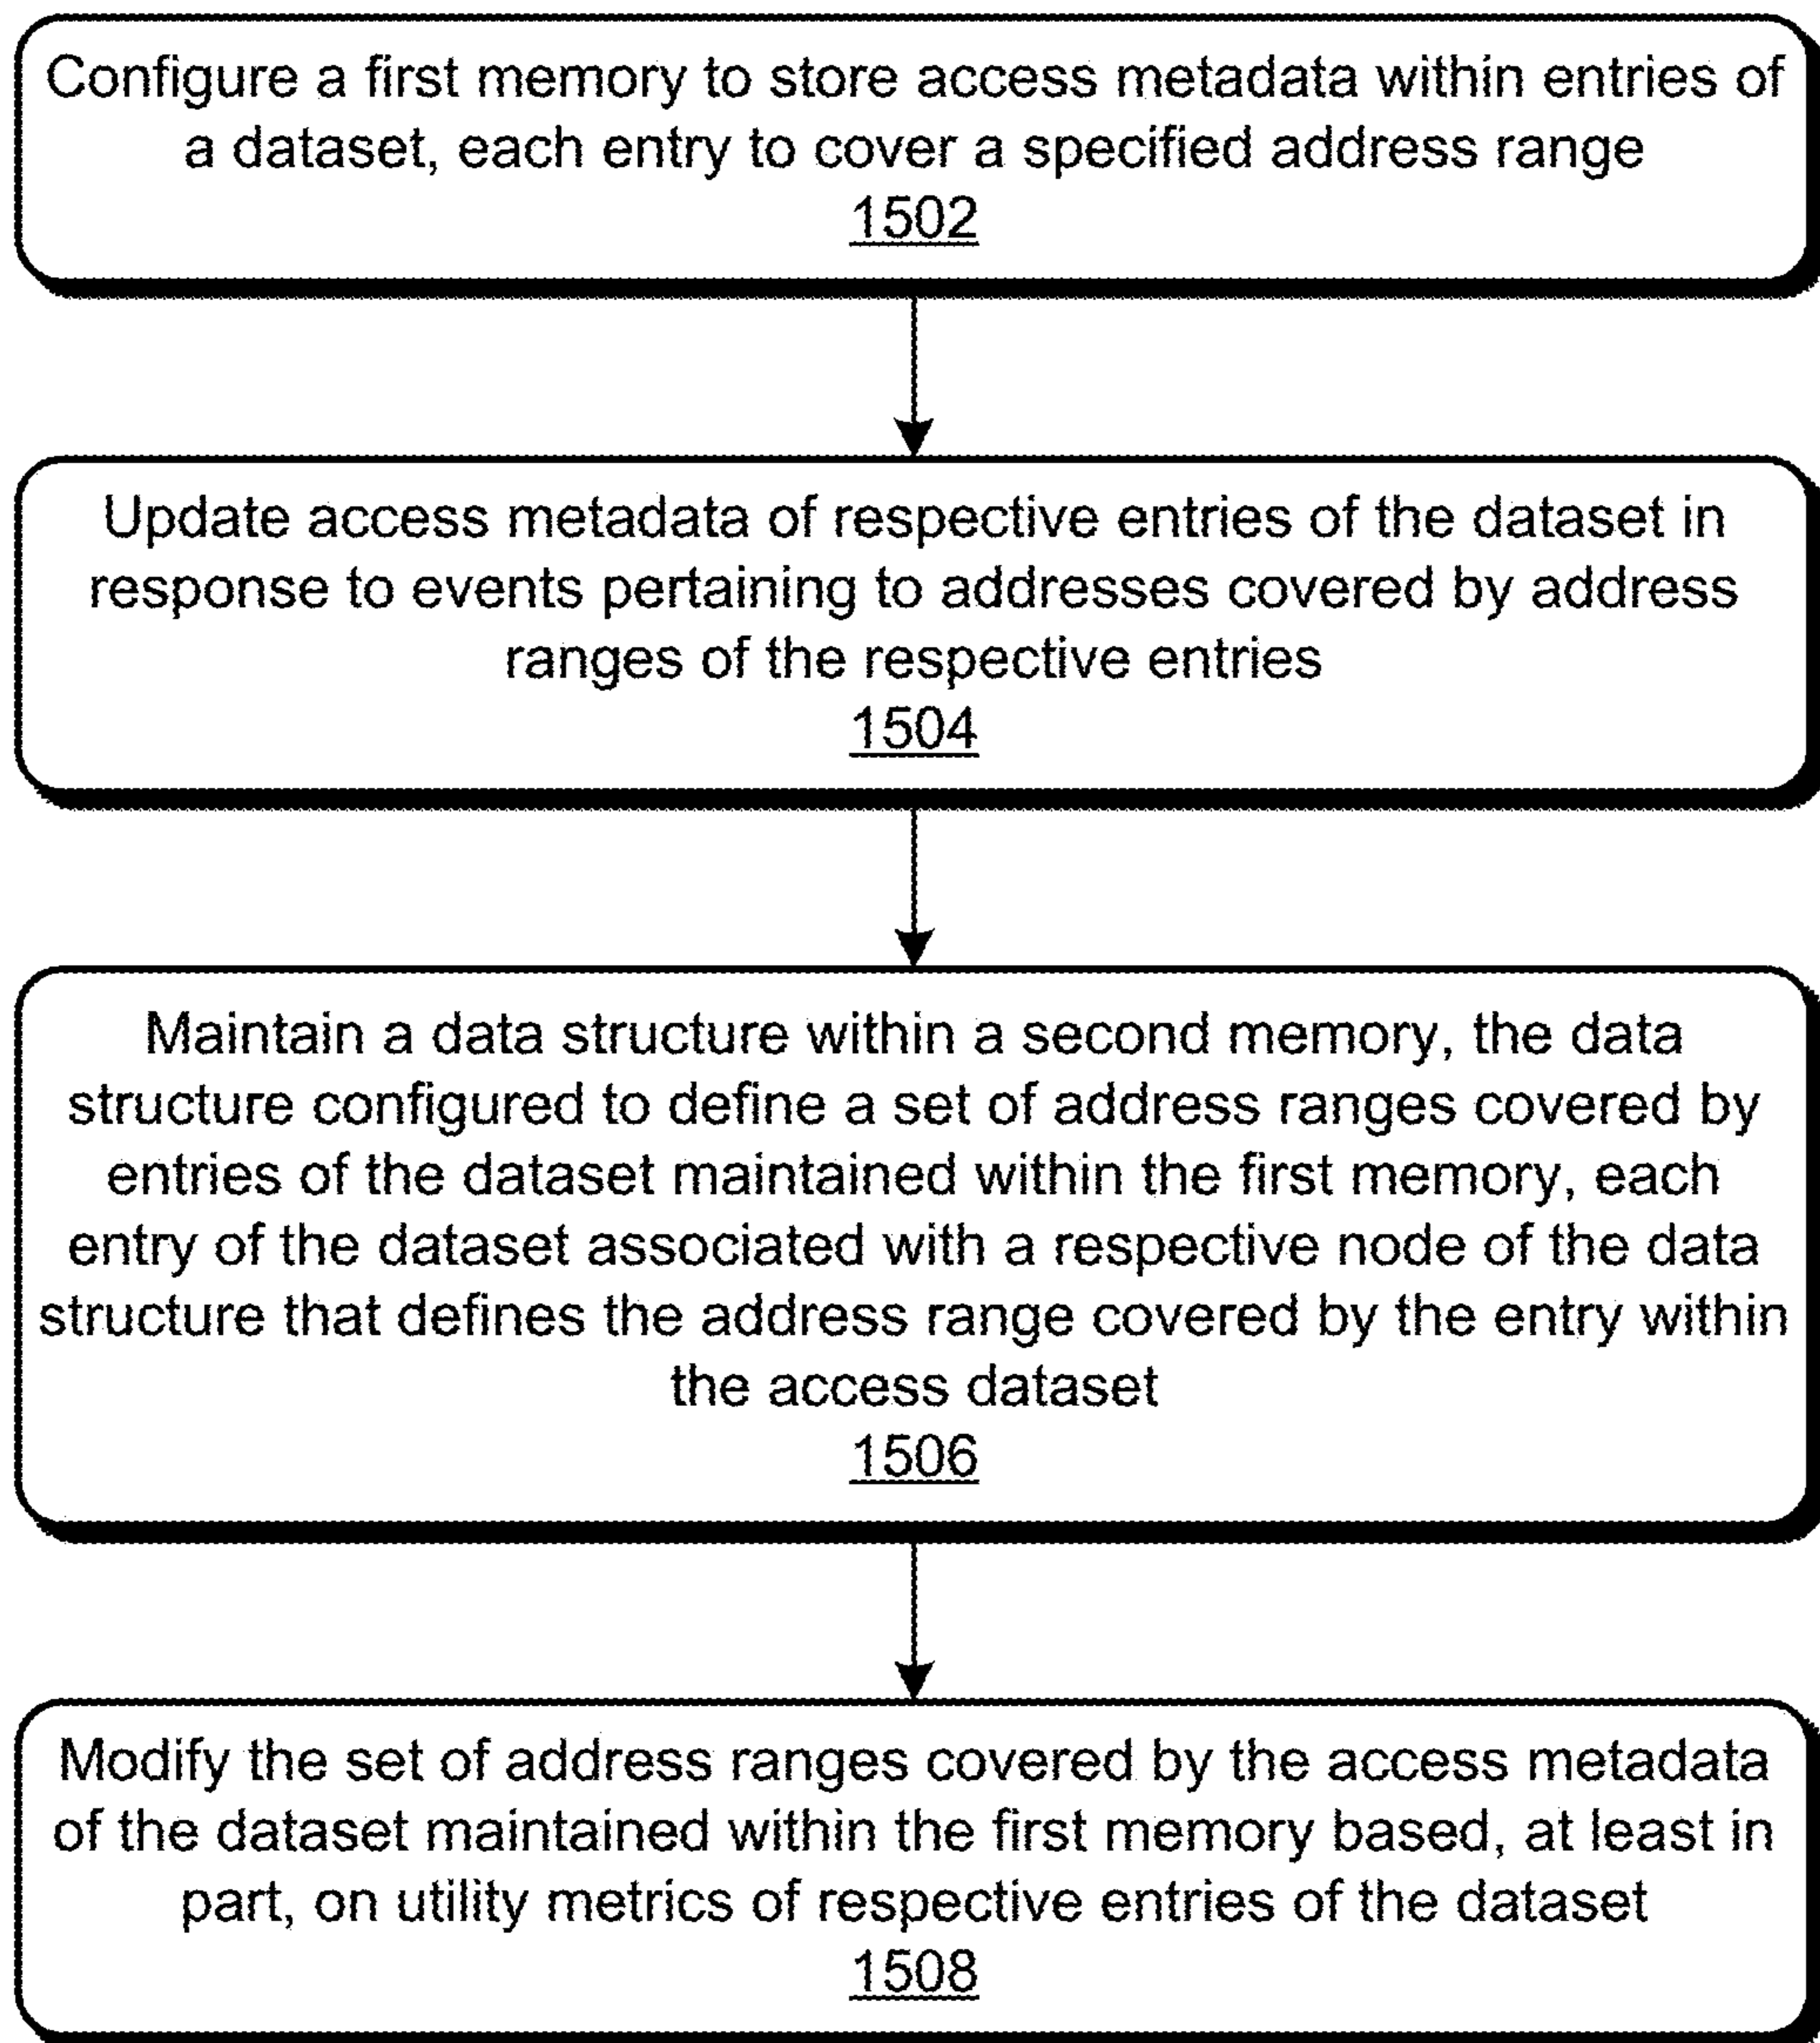 Configure a first memory to store access metadata within entries of
a dataset, each entry to cover a specified address range
1502
Update access metadata of respective entries of the dataset in
response to events pertaining to addresses covered by address
ranges of the respective entries
1504
Maintain a data structure within a second memory, the data
structure configured to define a set of address ranges covered by
entries of the dataset maintained within the first memory, each
entry of the dataset associated with a respective node of the data
structure that defines the address range covered by the entry within
the access dataset
1506
Modify the set of address ranges covered by the access metadata
of the dataset maintained within the first memory based, at least in
part, on utility metrics of respective entries of the dataset
1508